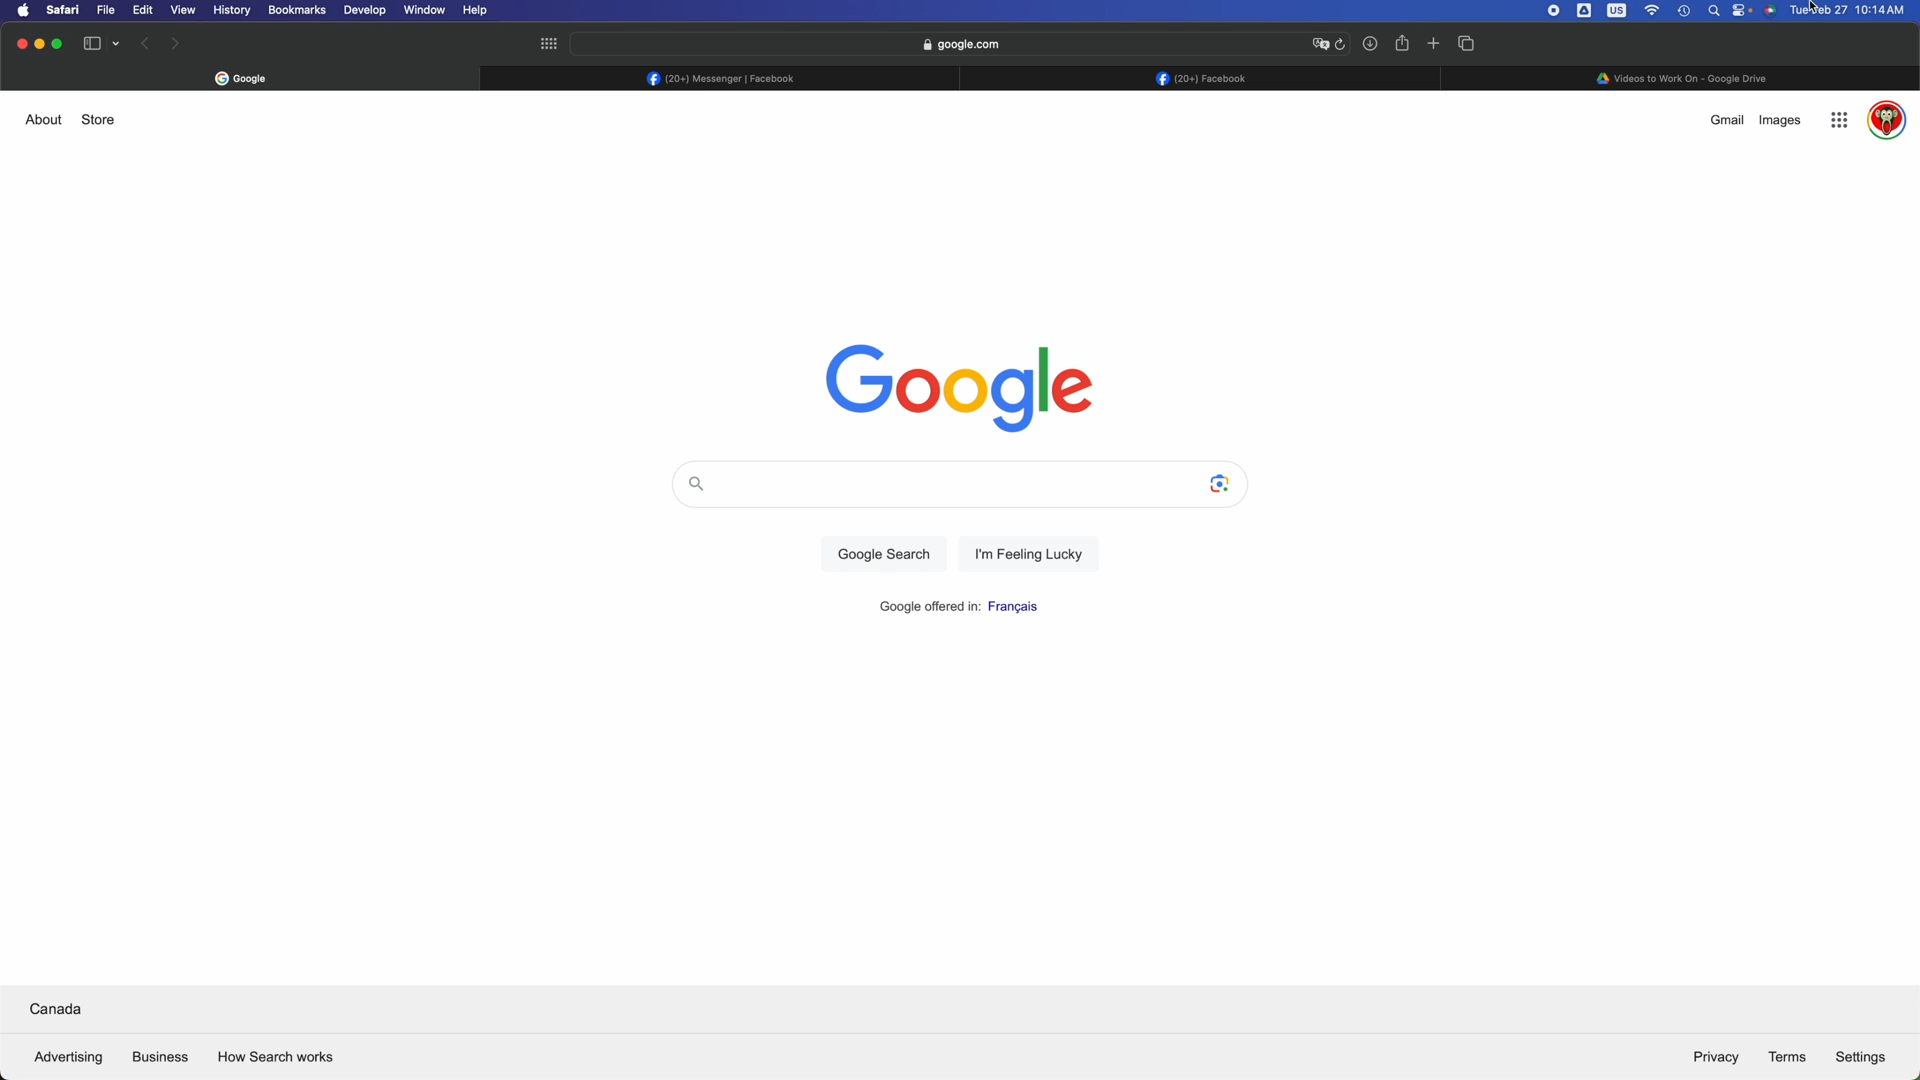 Safari File Edit View History Bookmarks Develop Window Help US Tue Feb 27 10:14 AM
google.com
Google (20+) Messenger | Facebook (20+) Facebook Videos to Work On - Google Drive
About Store Gmail Images
Google
Google Search I'm Feeling Lucky
Google offered in: Français
Canada
Advertising Business How Search works Privacy Terms Settings